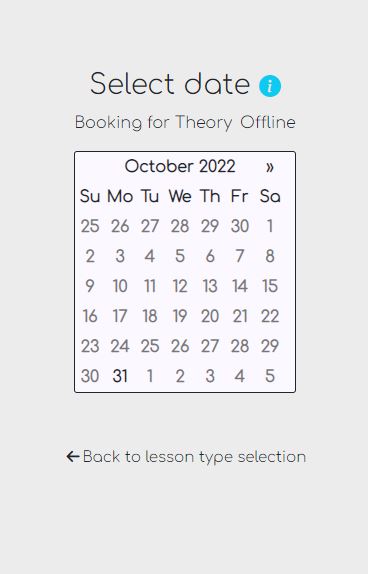 Select date i
Booking for Theory Offline
October 2022 »
Su Mo Tu We Th Fr Sa
25 26 27 28 29 30 1
2 3 4 5 6 7 8
9 10 11 12 13 14 15
16 17 18 19 20 21 22
23 24 25 26 27 28 29
30 31 1 2 3 4 5
← Back to lesson type selection